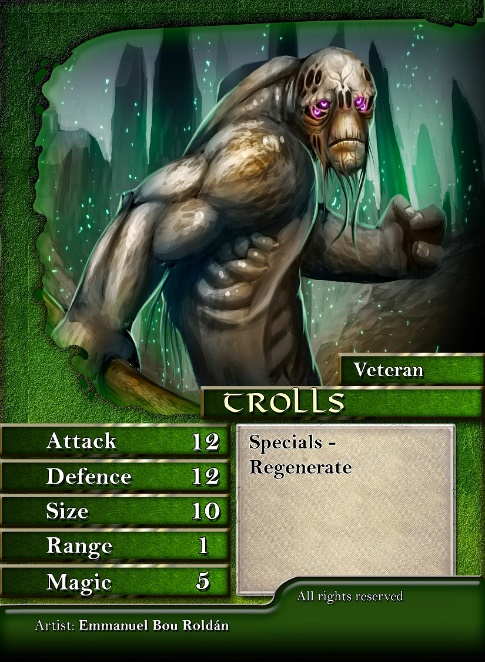 Veteran
TROLLS
Attack 12
Defence 12
Size 10
Range 1
Magic 5
Specials -
Regenerate
All rights reserved
Artist: Emmanuel Bou Roldán